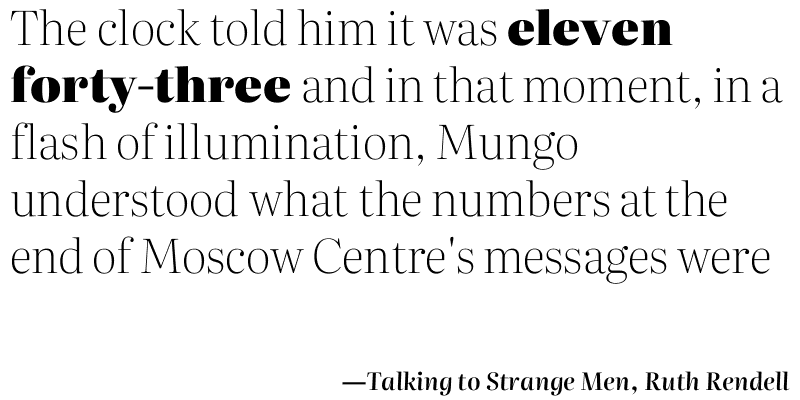 The clock told him it was eleven
forty-three and in that moment, in a
flash of illumination, Mungo
understood what the numbers at the
end of Moscow Centre's messages were
—Talking to Strange Men, Ruth Rendell